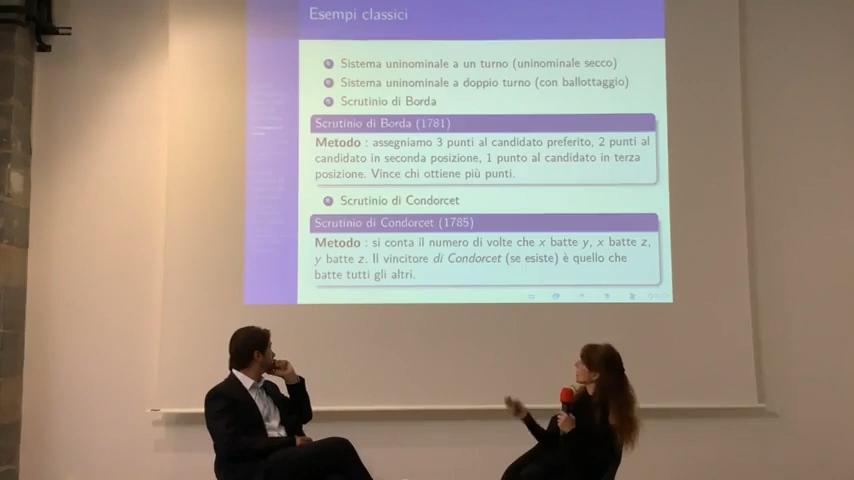 Esempi classici
Sistema uninominale a un turno (uninominale secco)
Sistema uninominale a doppio turno (con ballottaggio)
Scrutinio di Borda
Scrutinio di Borda (1781)
Metodo : assegniamo 3 punti al candidato preferito, 2 punti al
candidato in seconda posizione, 1 punto al candidato in terza
posizione. Vince chi ottiene più punti.
Scrutinio di Condorcet
Scrutinio di Condorcet (1785)
Metodo : si conta il numero di volte che x batte y, x batte z,
y batte z. Il vincitore di Condorcet (se esiste) è quello che
batte tutti gli altri.